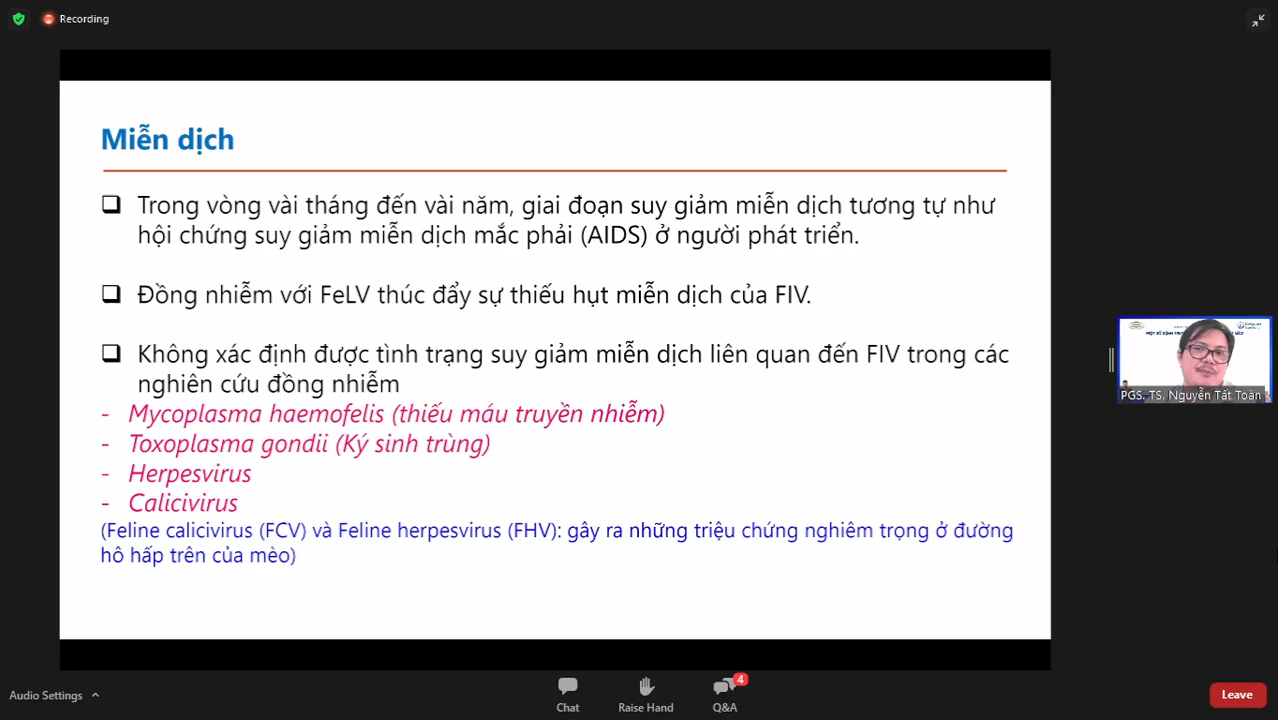 Recording
Miễn dịch
❑ Trong vòng vài tháng đến vài năm, giai đoạn suy giảm miễn dịch tương tự như
hội chứng suy giảm miễn dịch mắc phải (AIDS) ở người phát triển.
❑ Đồng nhiễm với FeLV thúc đẩy sự thiếu hụt miễn dịch của FIV.
❑ Không xác định được tình trạng suy giảm miễn dịch liên quan đến FIV trong các
nghiên cứu đồng nhiễm
- Mycoplasma haemofelis (thiếu máu truyền nhiễm)
- Toxoplasma gondii (Ký sinh trùng)
- Herpesvirus
- Calicivirus
(Feline calicivirus (FCV) và Feline herpesvirus (FHV): gây ra những triệu chứng nghiêm trọng ở đường
hô hấp trên của mèo)
PGS. TS. Nguyễn Tất Toàn
Audio Settings
Chat
Raise Hand
4
Q&A
Leave